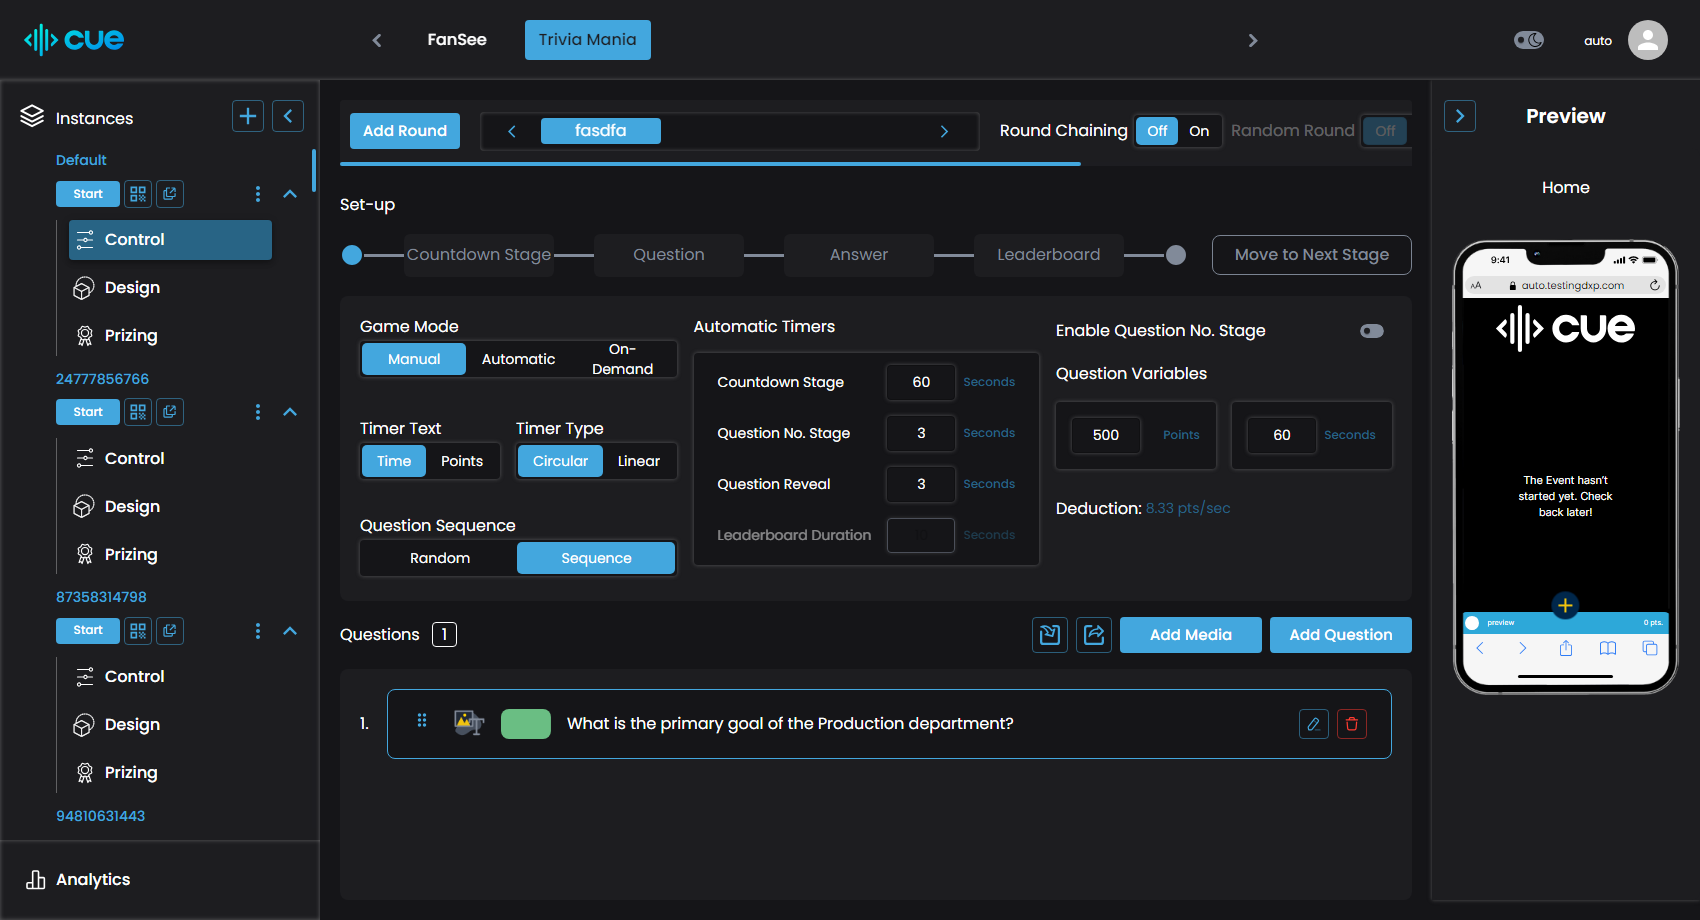 cue
FanSee
Trivia Mania
auto
Instances
Default
Start
Control
Design
Prizing
24777856766
Start
Control
Design
Prizing
87358314798
Start
Control
Design
Prizing
94810631443
Analytics
Add Round
fasdfa
Round Chaining
Off
On
Random Round
Off
Set-up
Countdown Stage
Question
Answer
Leaderboard
Move to Next Stage
Game Mode
Manual
Automatic
On-
Demand
Timer Text
Time
Points
Timer Type
Circular
Linear
Question Sequence
Random
Sequence
Automatic Timers
Countdown Stage
60
Seconds
Question No. Stage
3
Seconds
Question Reveal
3
Seconds
Leaderboard Duration
Seconds
Enable Question No. Stage
Question Variables
500
Points
60
Seconds
Deduction: 8.33 pts/sec
Questions
1
Add Media
Add Question
1.
What is the primary goal of the Production department?
Preview
Home
9:41
AA
auto.testingdxp.com
cue
The Event hasn't
started yet. Check
back later!
preview
0 pts.